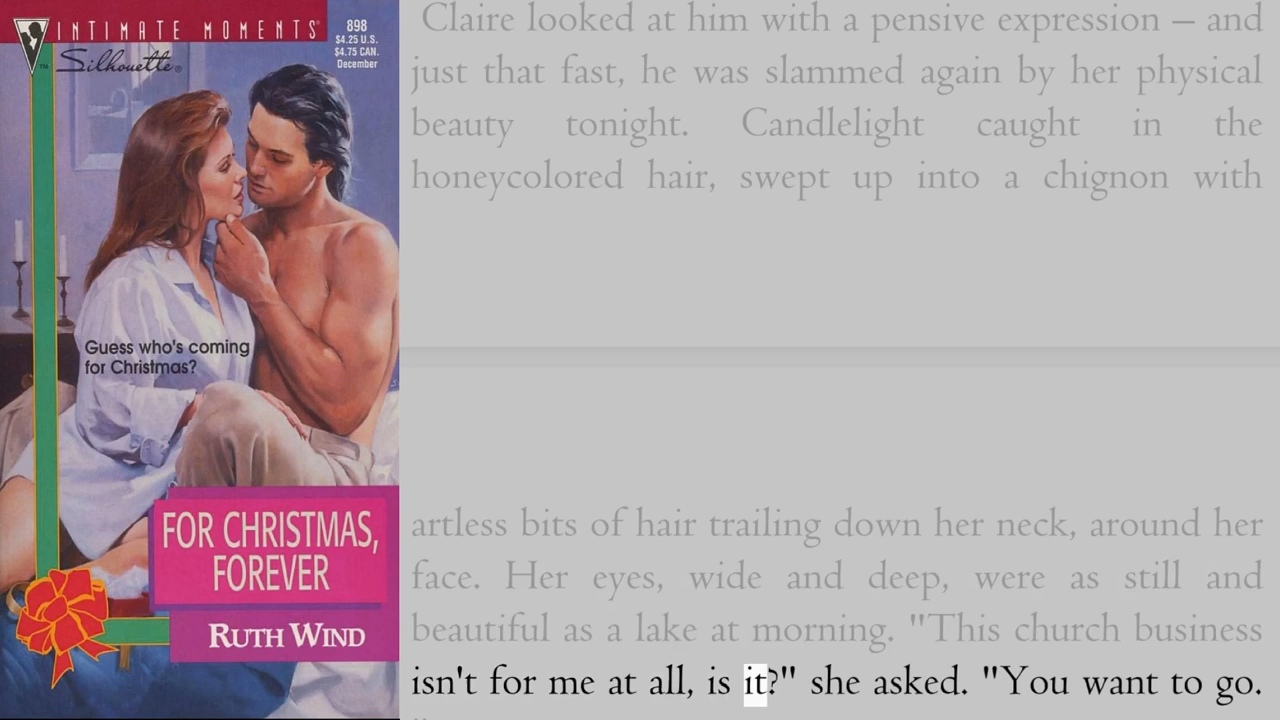 INTIMATE MOMENTS®
Silhouette®
™
898
$4.25 U.S.
$4.75 CAN.
December
Guess who's coming
for Christmas?
FOR CHRISTMAS,
FOREVER
RUTH WIND
Claire looked at him with a pensive expression – and
just that fast, he was slammed again by her physical
beauty tonight. Candlelight caught in the
honeycolored hair, swept up into a chignon with
artless bits of hair trailing down her neck, around her
face. Her eyes, wide and deep, were as still and
beautiful as a lake at morning. "This church business
isn't for me at all, is it?" she asked. "You want to go.
"